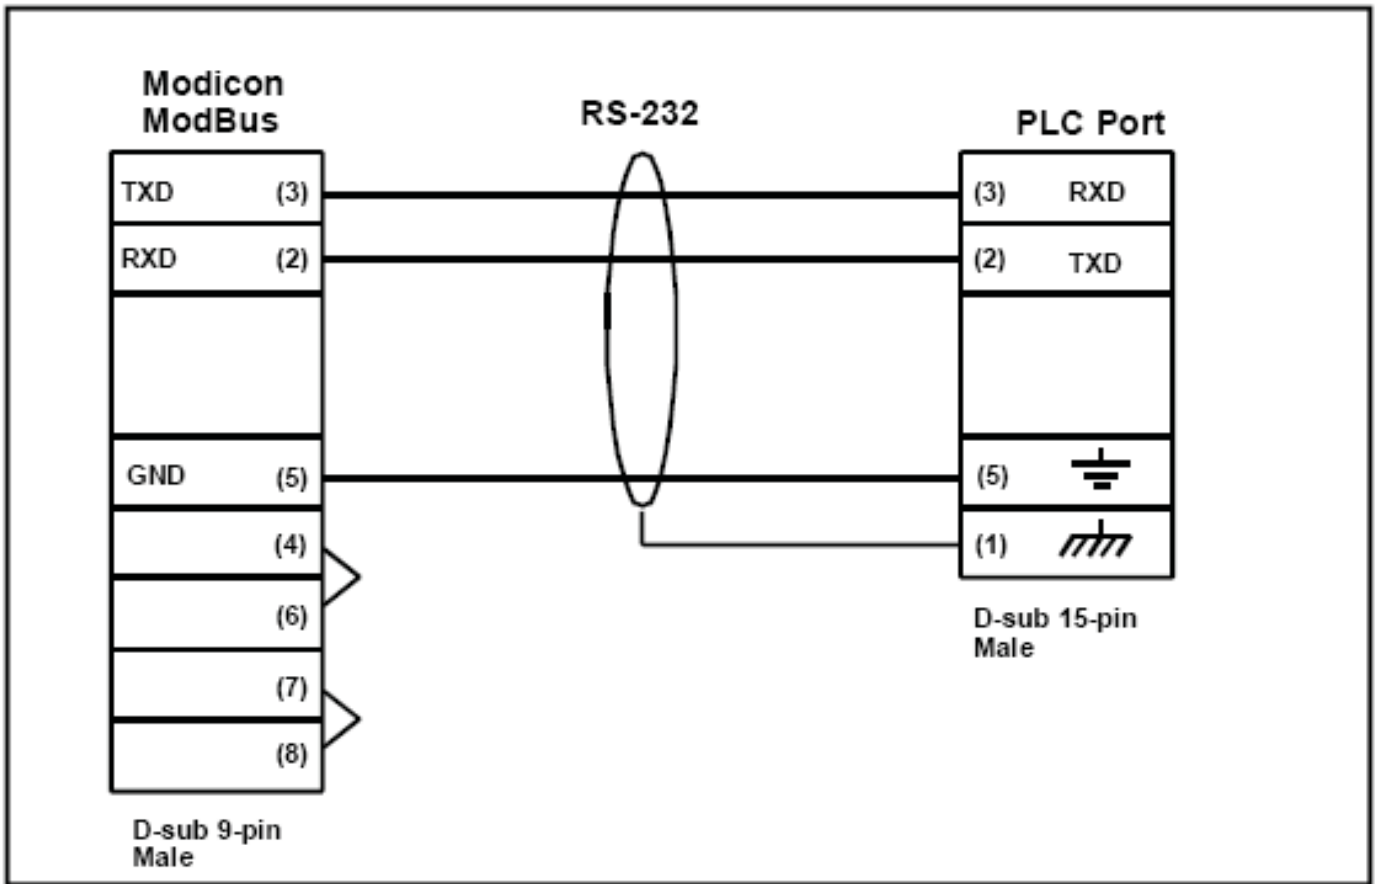 Modicon
ModBus
RS-232
PLC Port
TXD (3)
(3) RXD
RXD (2)
(2) TXD
GND (5)
(5)
(4)
(1)
(6)
(7)
(8)
D-sub 15-pin
Male
D-sub 9-pin
Male